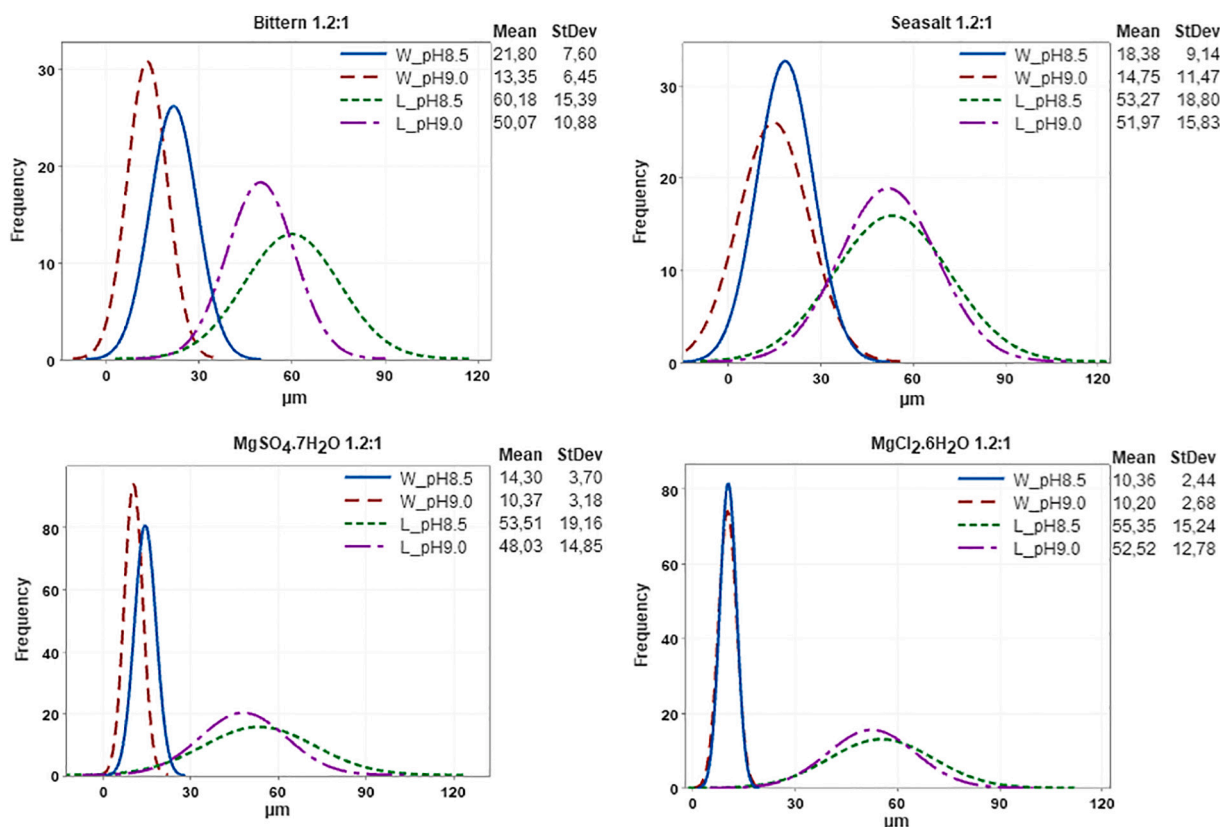 Bittern 1.2:1
Mean StDev
W_pH8.5 21,80 7,60
W_pH9.0 13,35 6,45
L_pH8.5 60,18 15,39
L_pH9.0 50,07 10,88
Frequency
30
20
10
0
0 30 60 90 120
µm
Seasalt 1.2:1
Mean StDev
W_pH8.5 18,38 9,14
W_pH9.0 14,75 11,47
L_pH8.5 53,27 18,80
L_pH9.0 51,97 15,83
Frequency
30
20
10
0
0 30 60 90 120
µm
MgSO4.7H2O 1.2:1
Mean StDev
W_pH8.5 14,30 3,70
W_pH9.0 10,37 3,18
L_pH8.5 53,51 19,16
L_pH9.0 48,03 14,85
Frequency
80
60
40
20
0
0 30 60 90 120
µm
MgCl2.6H2O 1.2:1
Mean StDev
W_pH8.5 10,36 2,44
W_pH9.0 10,20 2,68
L_pH8.5 55,35 15,24
L_pH9.0 52,52 12,78
Frequency
80
60
40
20
0
0 30 60 90 120
µm